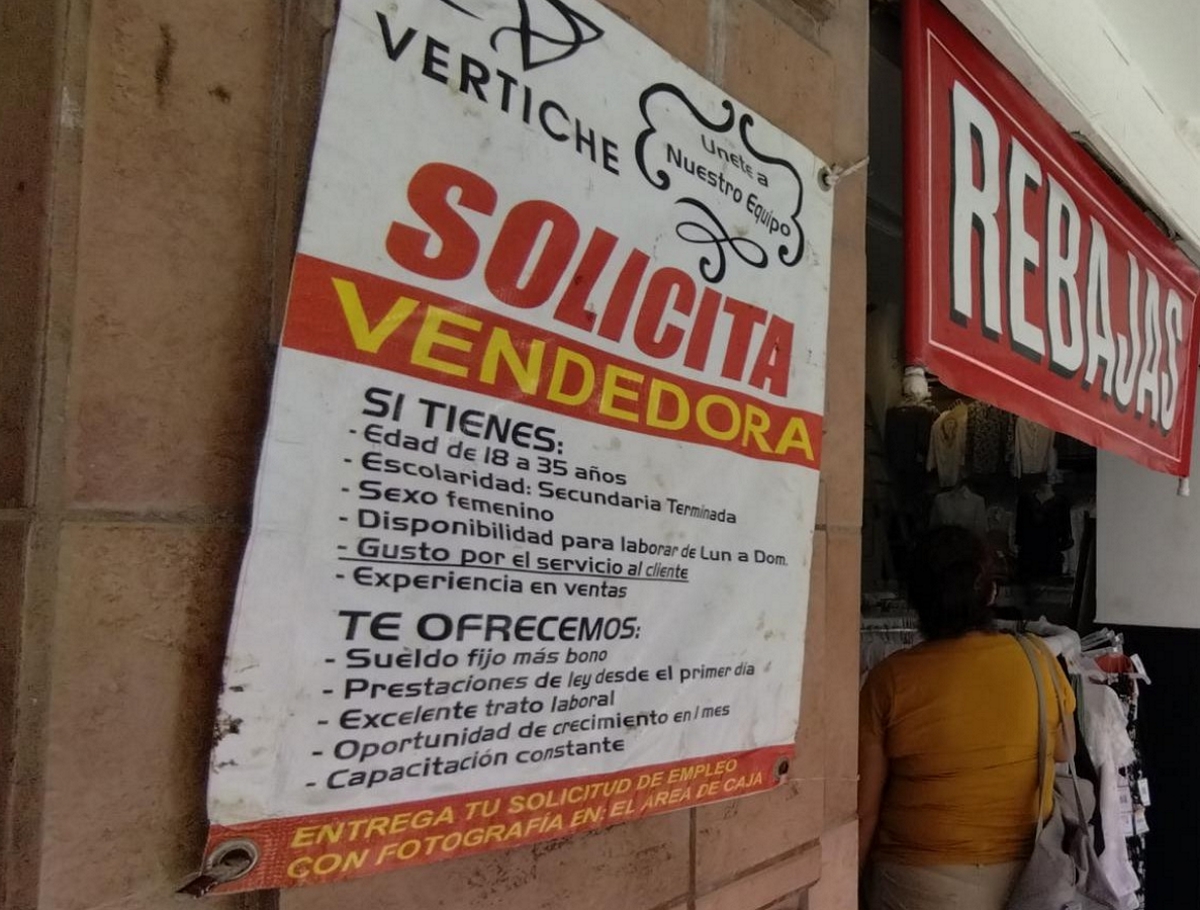 VERTICHE
Unete a
Nuestro Equipo
SOLICITA
VENDEDORA
SI TIENES:
- Edad de 18 a 35 años
- Escolaridad: Secundaria Terminada
- Sexo femenino
- Disponibilidad para laborar de Lun a Dom.
- Gusto por el servicio al cliente
- Experiencia en ventas
TE OFRECEMOS:
- Sueldo fijo más bono
- Prestaciones de ley desde el primer dia
- Excelente trato laboral
- Oportunidad de crecimiento en 1 mes
- Capacitación constante
ENTREGA TU SOLICITUD DE EMPLEO
CON FOTOGRAFÍA EN: EL AREA DE CAJA
REBAJAS